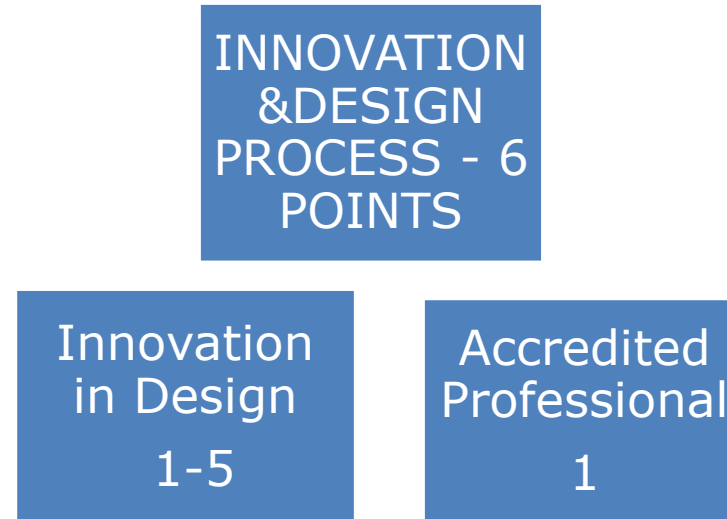 INNOVATION
&DESIGN
PROCESS - 6
POINTS
Innovation
in Design
1-5
Accredited
Professional
1